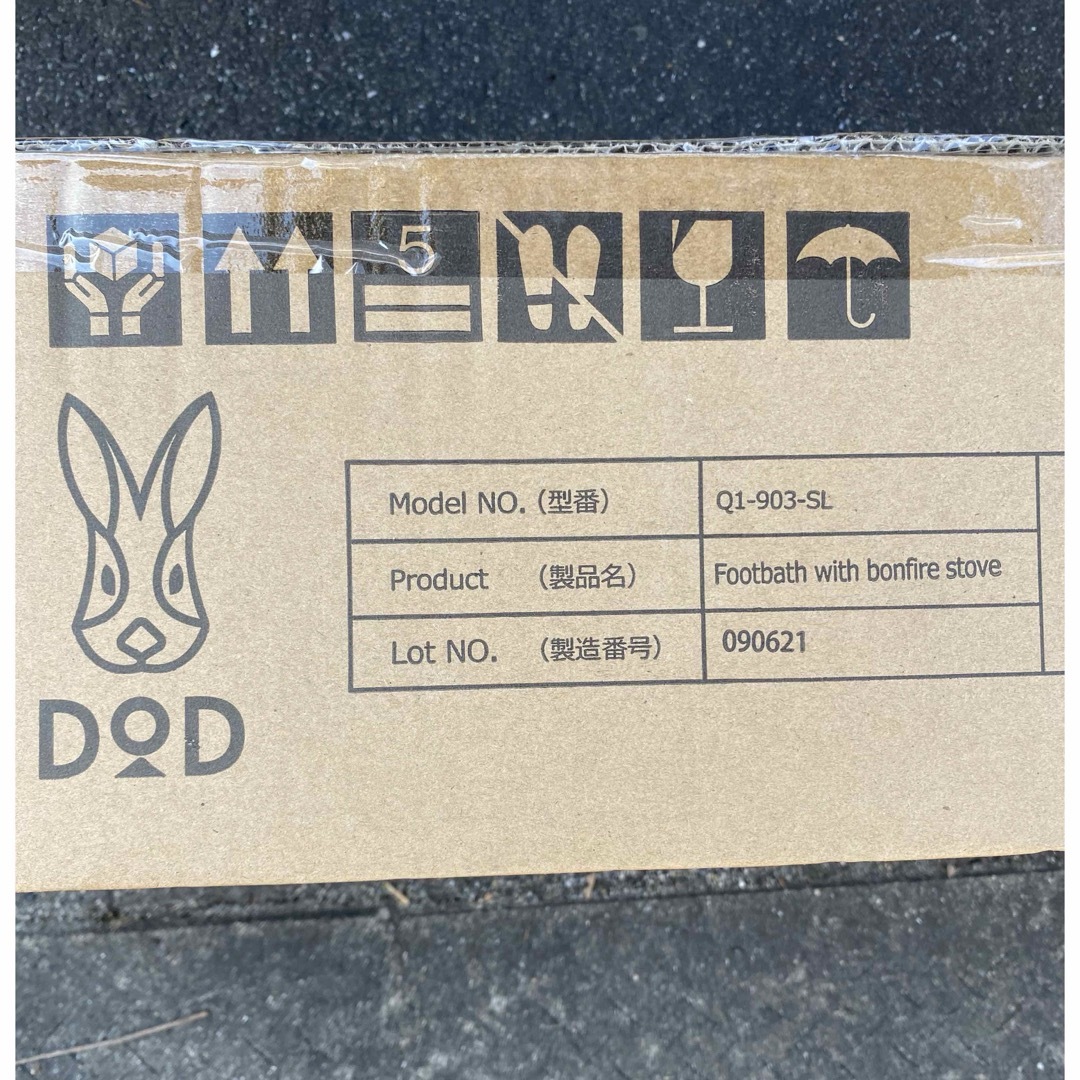 5
Model NO.（型番） Q1-903-SL
Product （製品名） Footbath with bonfire stove
Lot NO. （製造番号） 090621
DOD